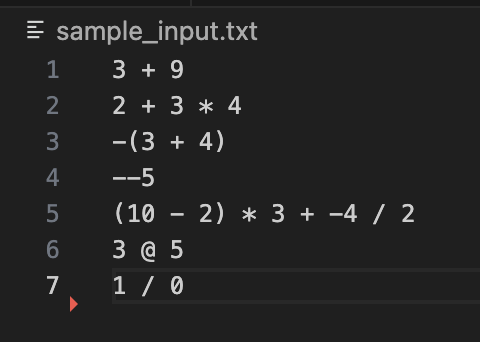 sample_input.txt
1 3 + 9
2 2 + 3 * 4
3 -(3 + 4)
4 --5
5 (10 - 2) * 3 + -4 / 2
6 3 @ 5
7 1 / 0